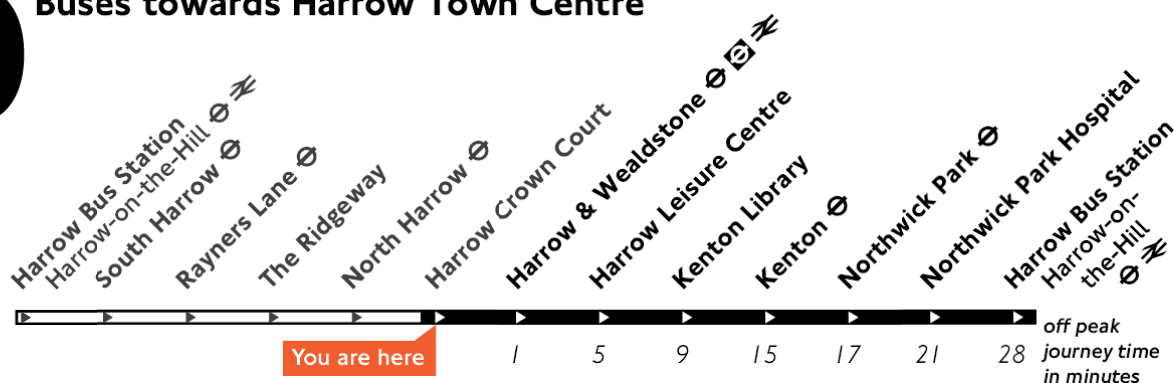 Buses towards Harrow Town Centre
Harrow Bus Station
Harrow-on-the-Hill
South Harrow
Rayners Lane
The Ridgeway
North Harrow
Harrow Crown Court
Harrow & Wealdstone
Harrow Leisure Centre
Kenton Library
Kenton
Northwick Park
Northwick Park Hospital
Harrow Bus Station
Harrow-on-
the-Hill
You are here
1 5 9 15 17 21 28
off peak
journey time
in minutes